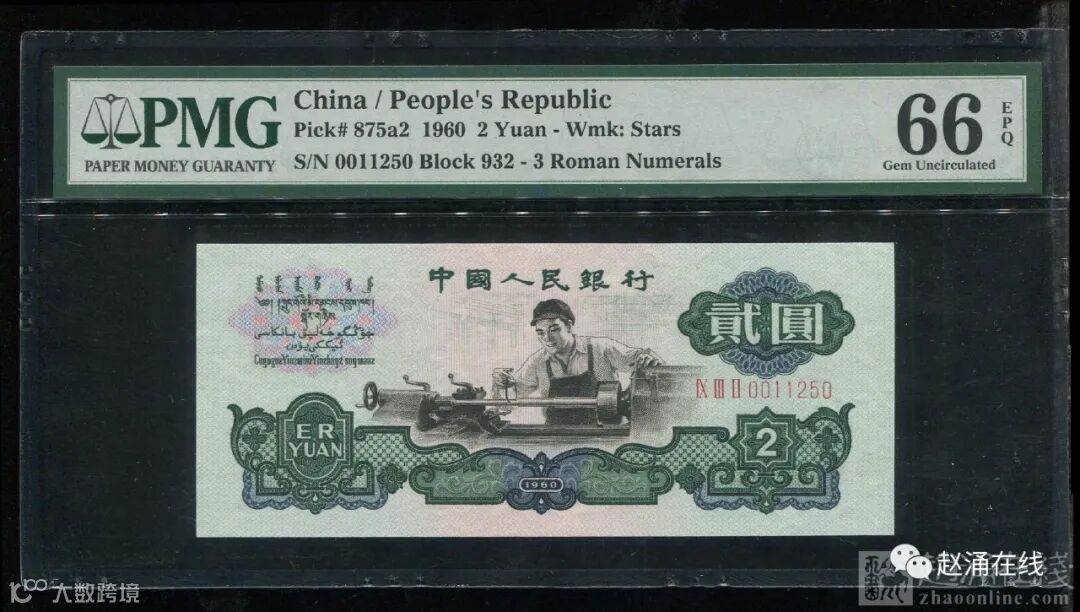 PMG
PAPER MONEY GUARANTY
China / People's Republic
Pick# 875a2 1960 2 Yuan - Wmk: Stars
S/N 0011250 Block 932 - 3 Roman Numerals
66
EPQ
Gem Uncirculated
中國人民銀行
貳圓
IX III II 0011250
ER
YUAN
2
1960
大数跨境
赵涌在线
zhaoonline.com